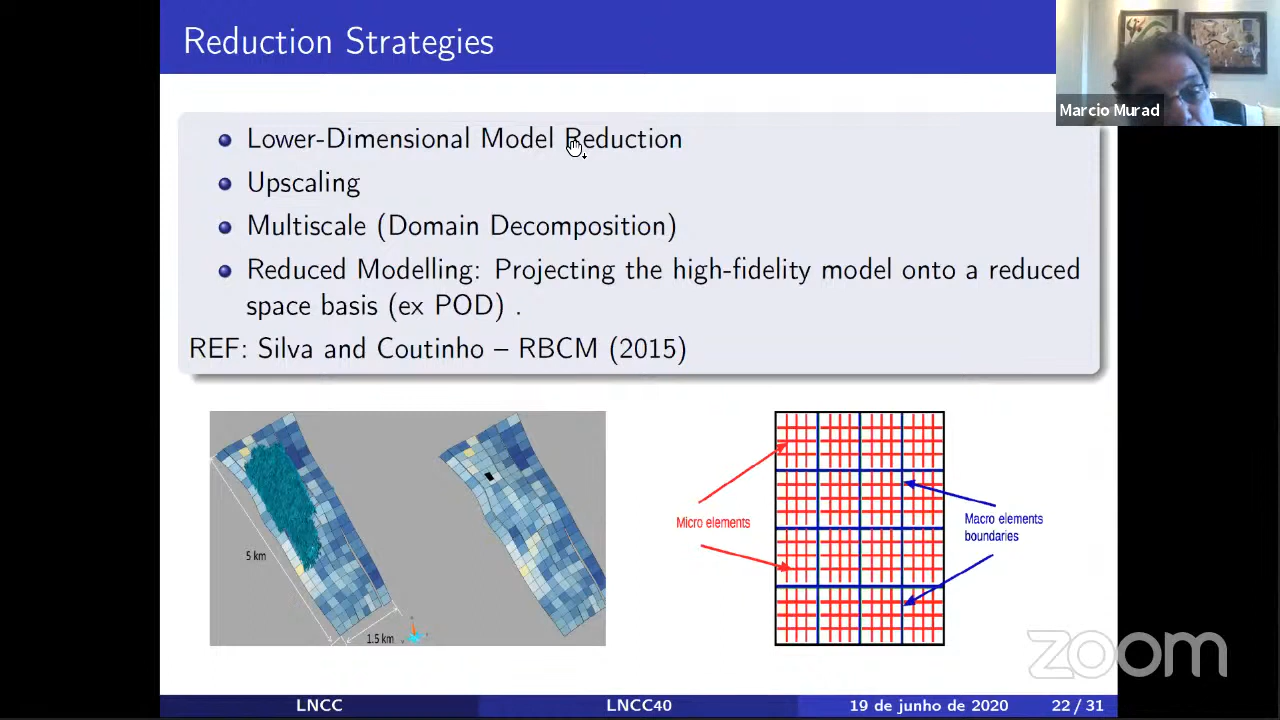 Reduction Strategies
Marcio Murad
Lower-Dimensional Model Reduction
Upscaling
Multiscale (Domain Decomposition)
Reduced Modelling: Projecting the high-fidelity model onto a reduced
space basis (ex POD) .
REF: Silva and Coutinho – RBCM (2015)
5 km
1.5 km
Micro elements
Macro elements
boundaries
zoom
LNCC
LNCC40
19 de junho de 2020
22 / 31